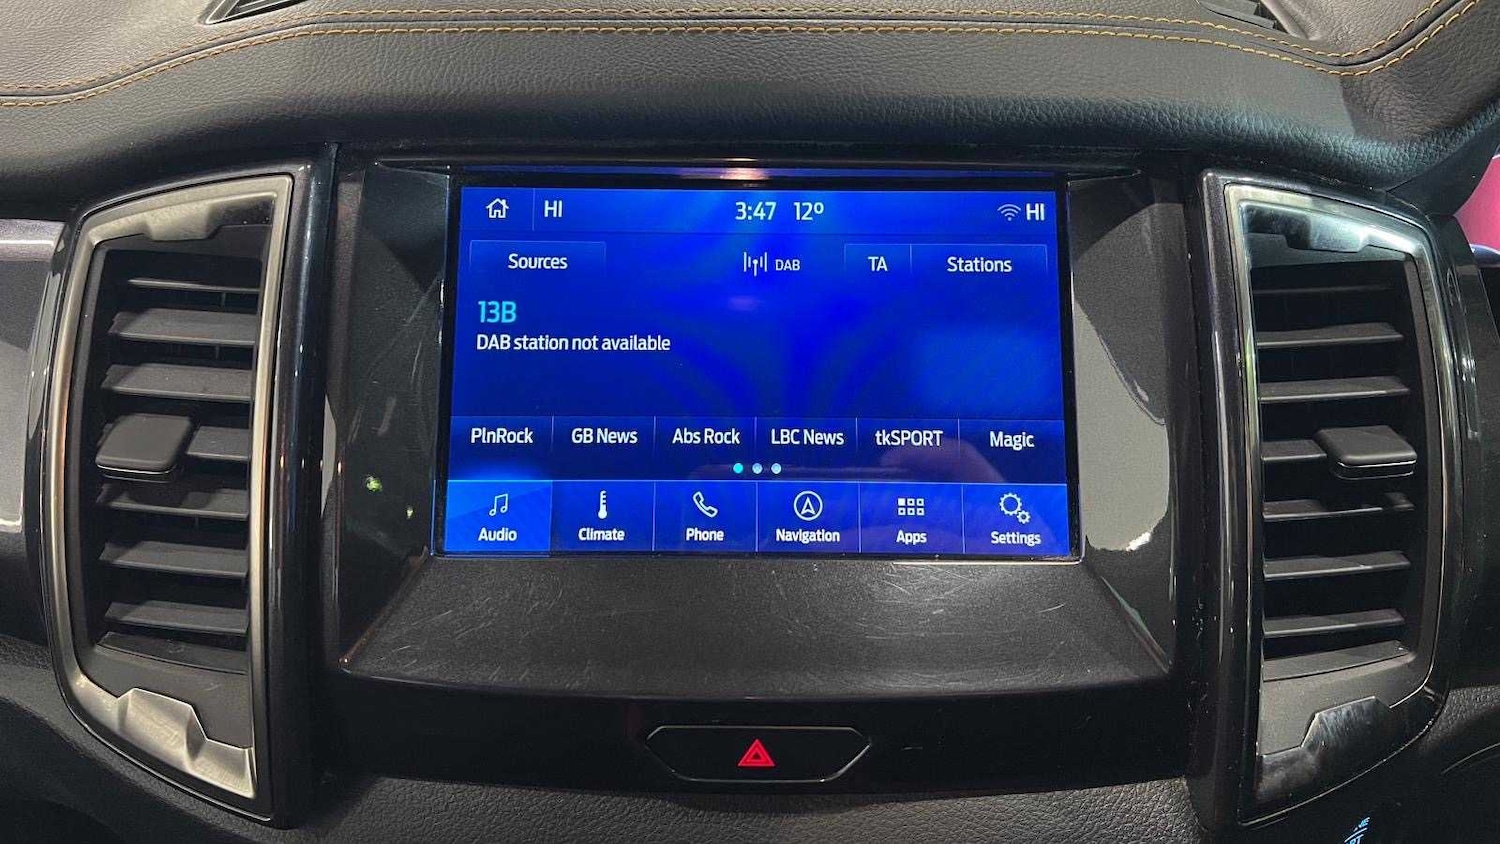 HI 3:47 12° HI
Sources DAB TA Stations
13B
DAB station not available
PlnRock GB News Abs Rock LBC News tkSPORT Magic
Audio Climate Phone Navigation Apps Settings